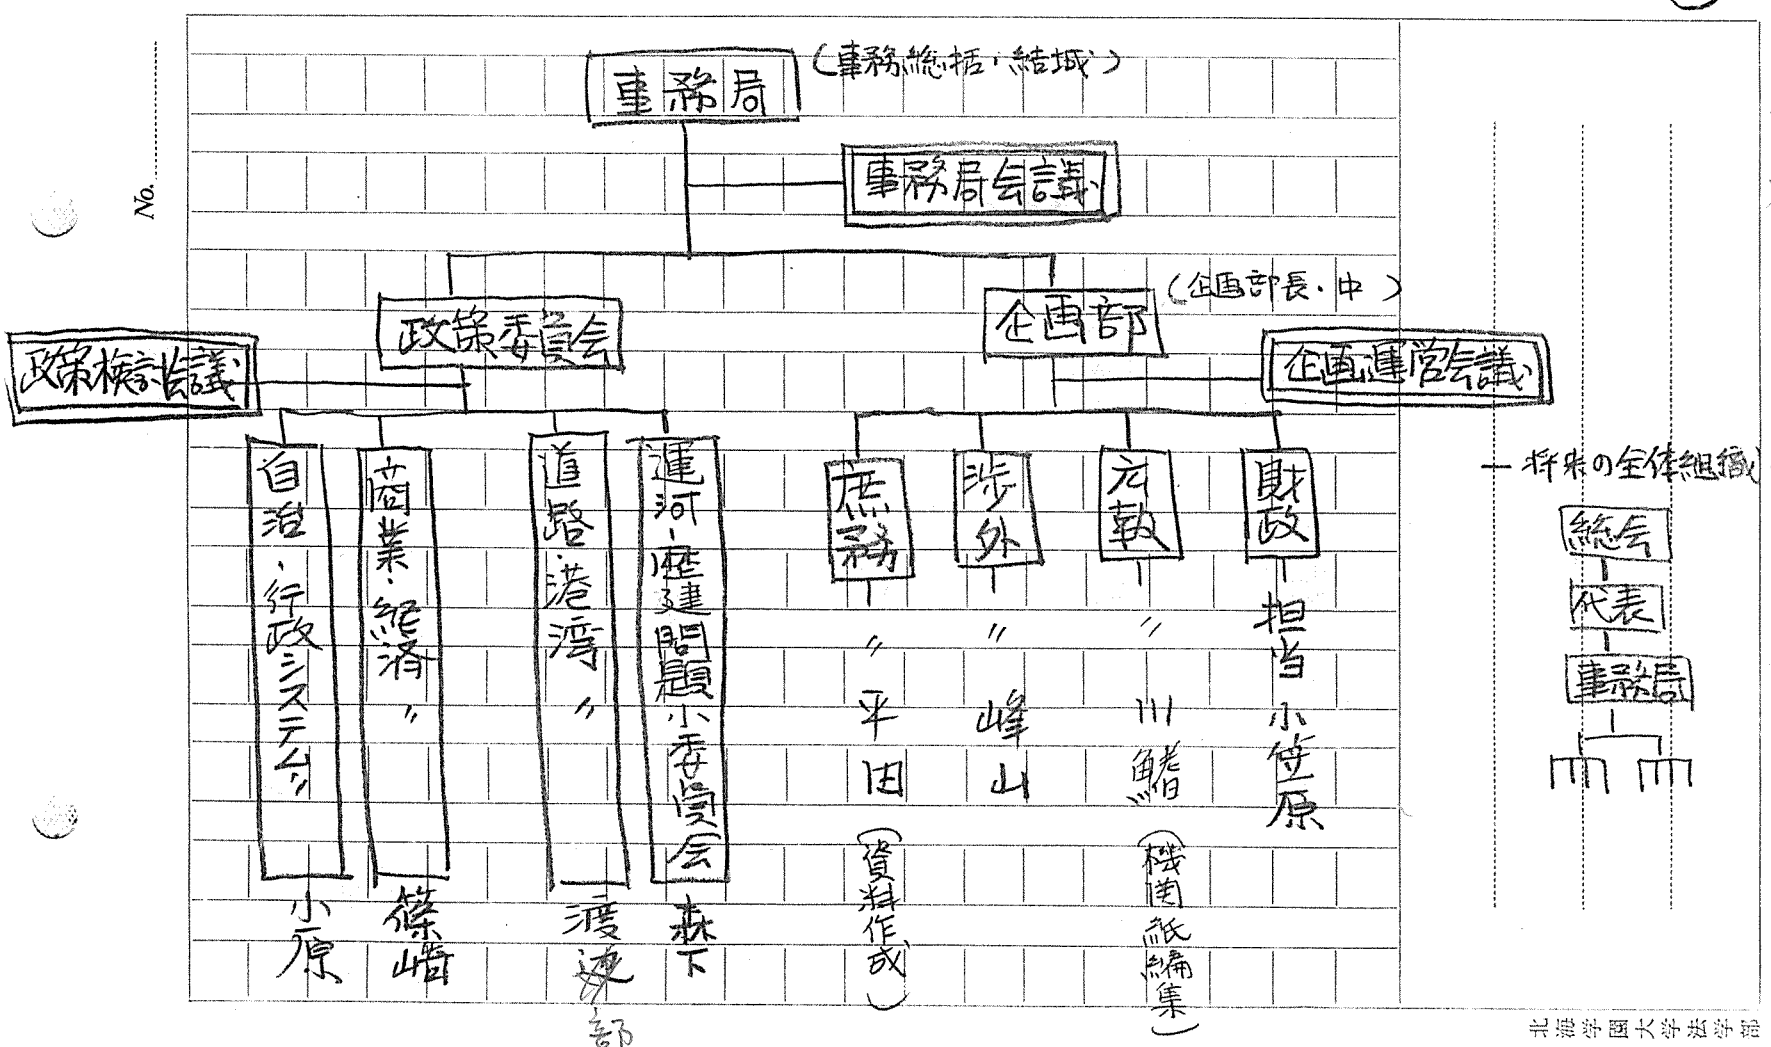 No.
事務局
(事務総括・結城)
事務局会議
政策委員会
企画部
(企画部長・中)
政策検討会議
企画運営会議
運河・歴建問題小委員会
森下
道路・港湾 〃
渡部
商業・経済 〃
篠崎
自治・行政システム〃
小原
財政
担当 小笠原
広報
〃 川鰭
(機関紙編集)
渉外
〃 峰山
庶務
〃 平田
(資料作成)
将来の全体組織
総会
代表
事務局
北海学園大学法学部